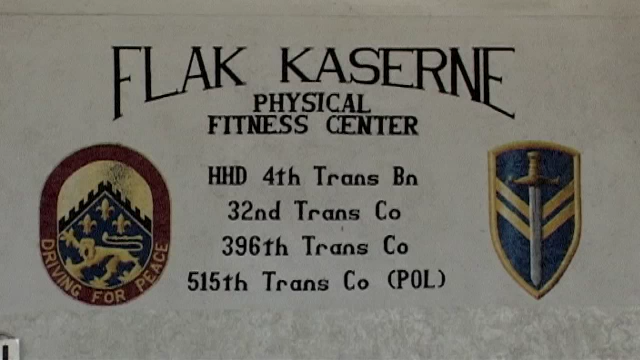 FLAK KASERNE
PHYSICAL
FITNESS CENTER
HHD 4th Trans Bn
32nd Trans Co
396th Trans Co
515th Trans Co (POL)
DRIVING FOR PEACE